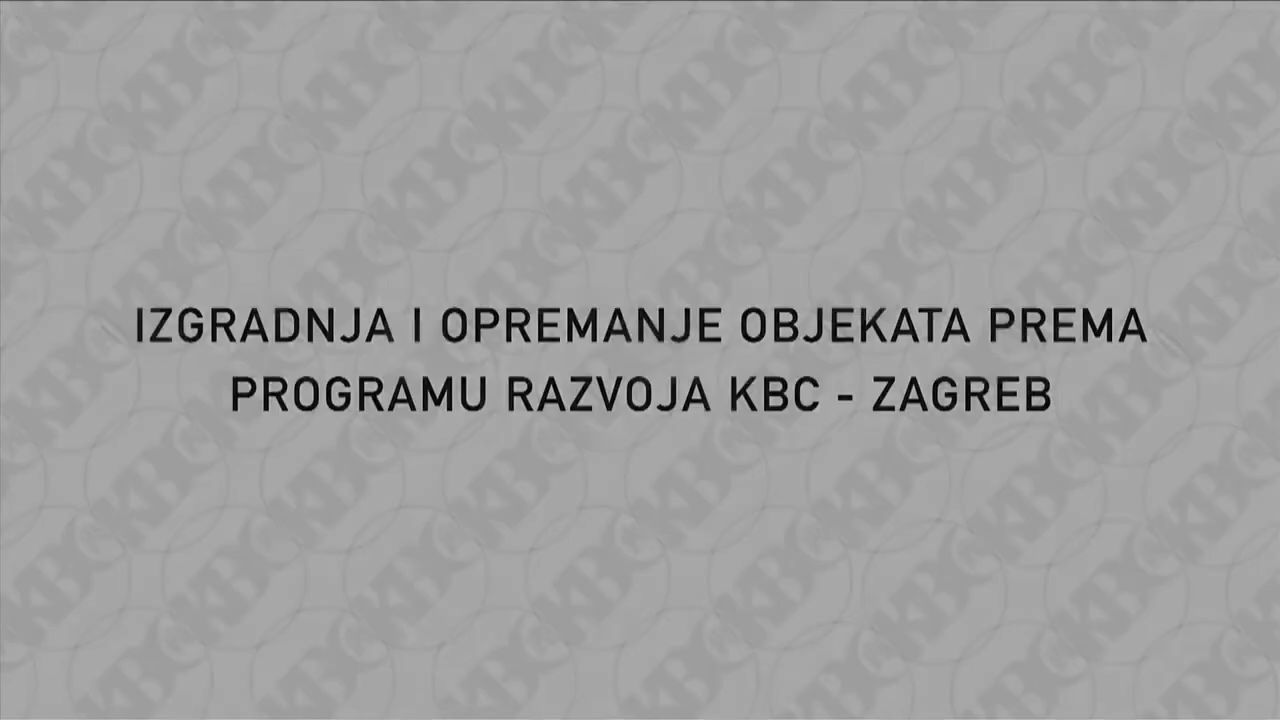 IZGRADNJA I OPREMANJE OBJEKATA PREMA
PROGRAMU RAZVOJA KBC - ZAGREB